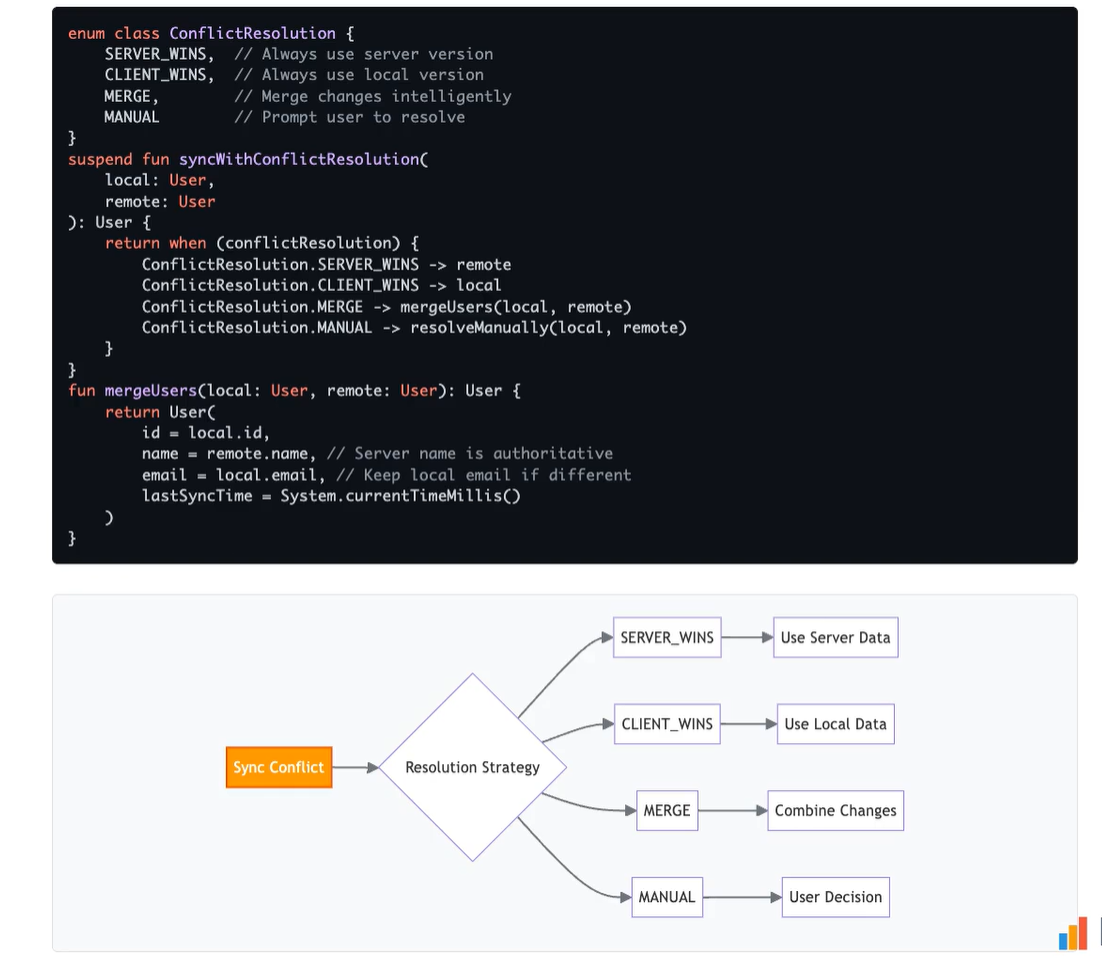 enum class ConflictResolution {
    SERVER_WINS,  // Always use server version
    CLIENT_WINS,  // Always use local version
    MERGE,        // Merge changes intelligently
    MANUAL        // Prompt user to resolve
}
suspend fun syncWithConflictResolution(
    local: User,
    remote: User
): User {
    return when (conflictResolution) {
        ConflictResolution.SERVER_WINS -> remote
        ConflictResolution.CLIENT_WINS -> local
        ConflictResolution.MERGE -> mergeUsers(local, remote)
        ConflictResolution.MANUAL -> resolveManually(local, remote)
    }
}
fun mergeUsers(local: User, remote: User): User {
    return User(
        id = local.id,
        name = remote.name, // Server name is authoritative
        email = local.email, // Keep local email if different
        lastSyncTime = System.currentTimeMillis()
    )
}
Sync Conflict
Resolution Strategy
SERVER_WINS
Use Server Data
CLIENT_WINS
Use Local Data
MERGE
Combine Changes
MANUAL
User Decision